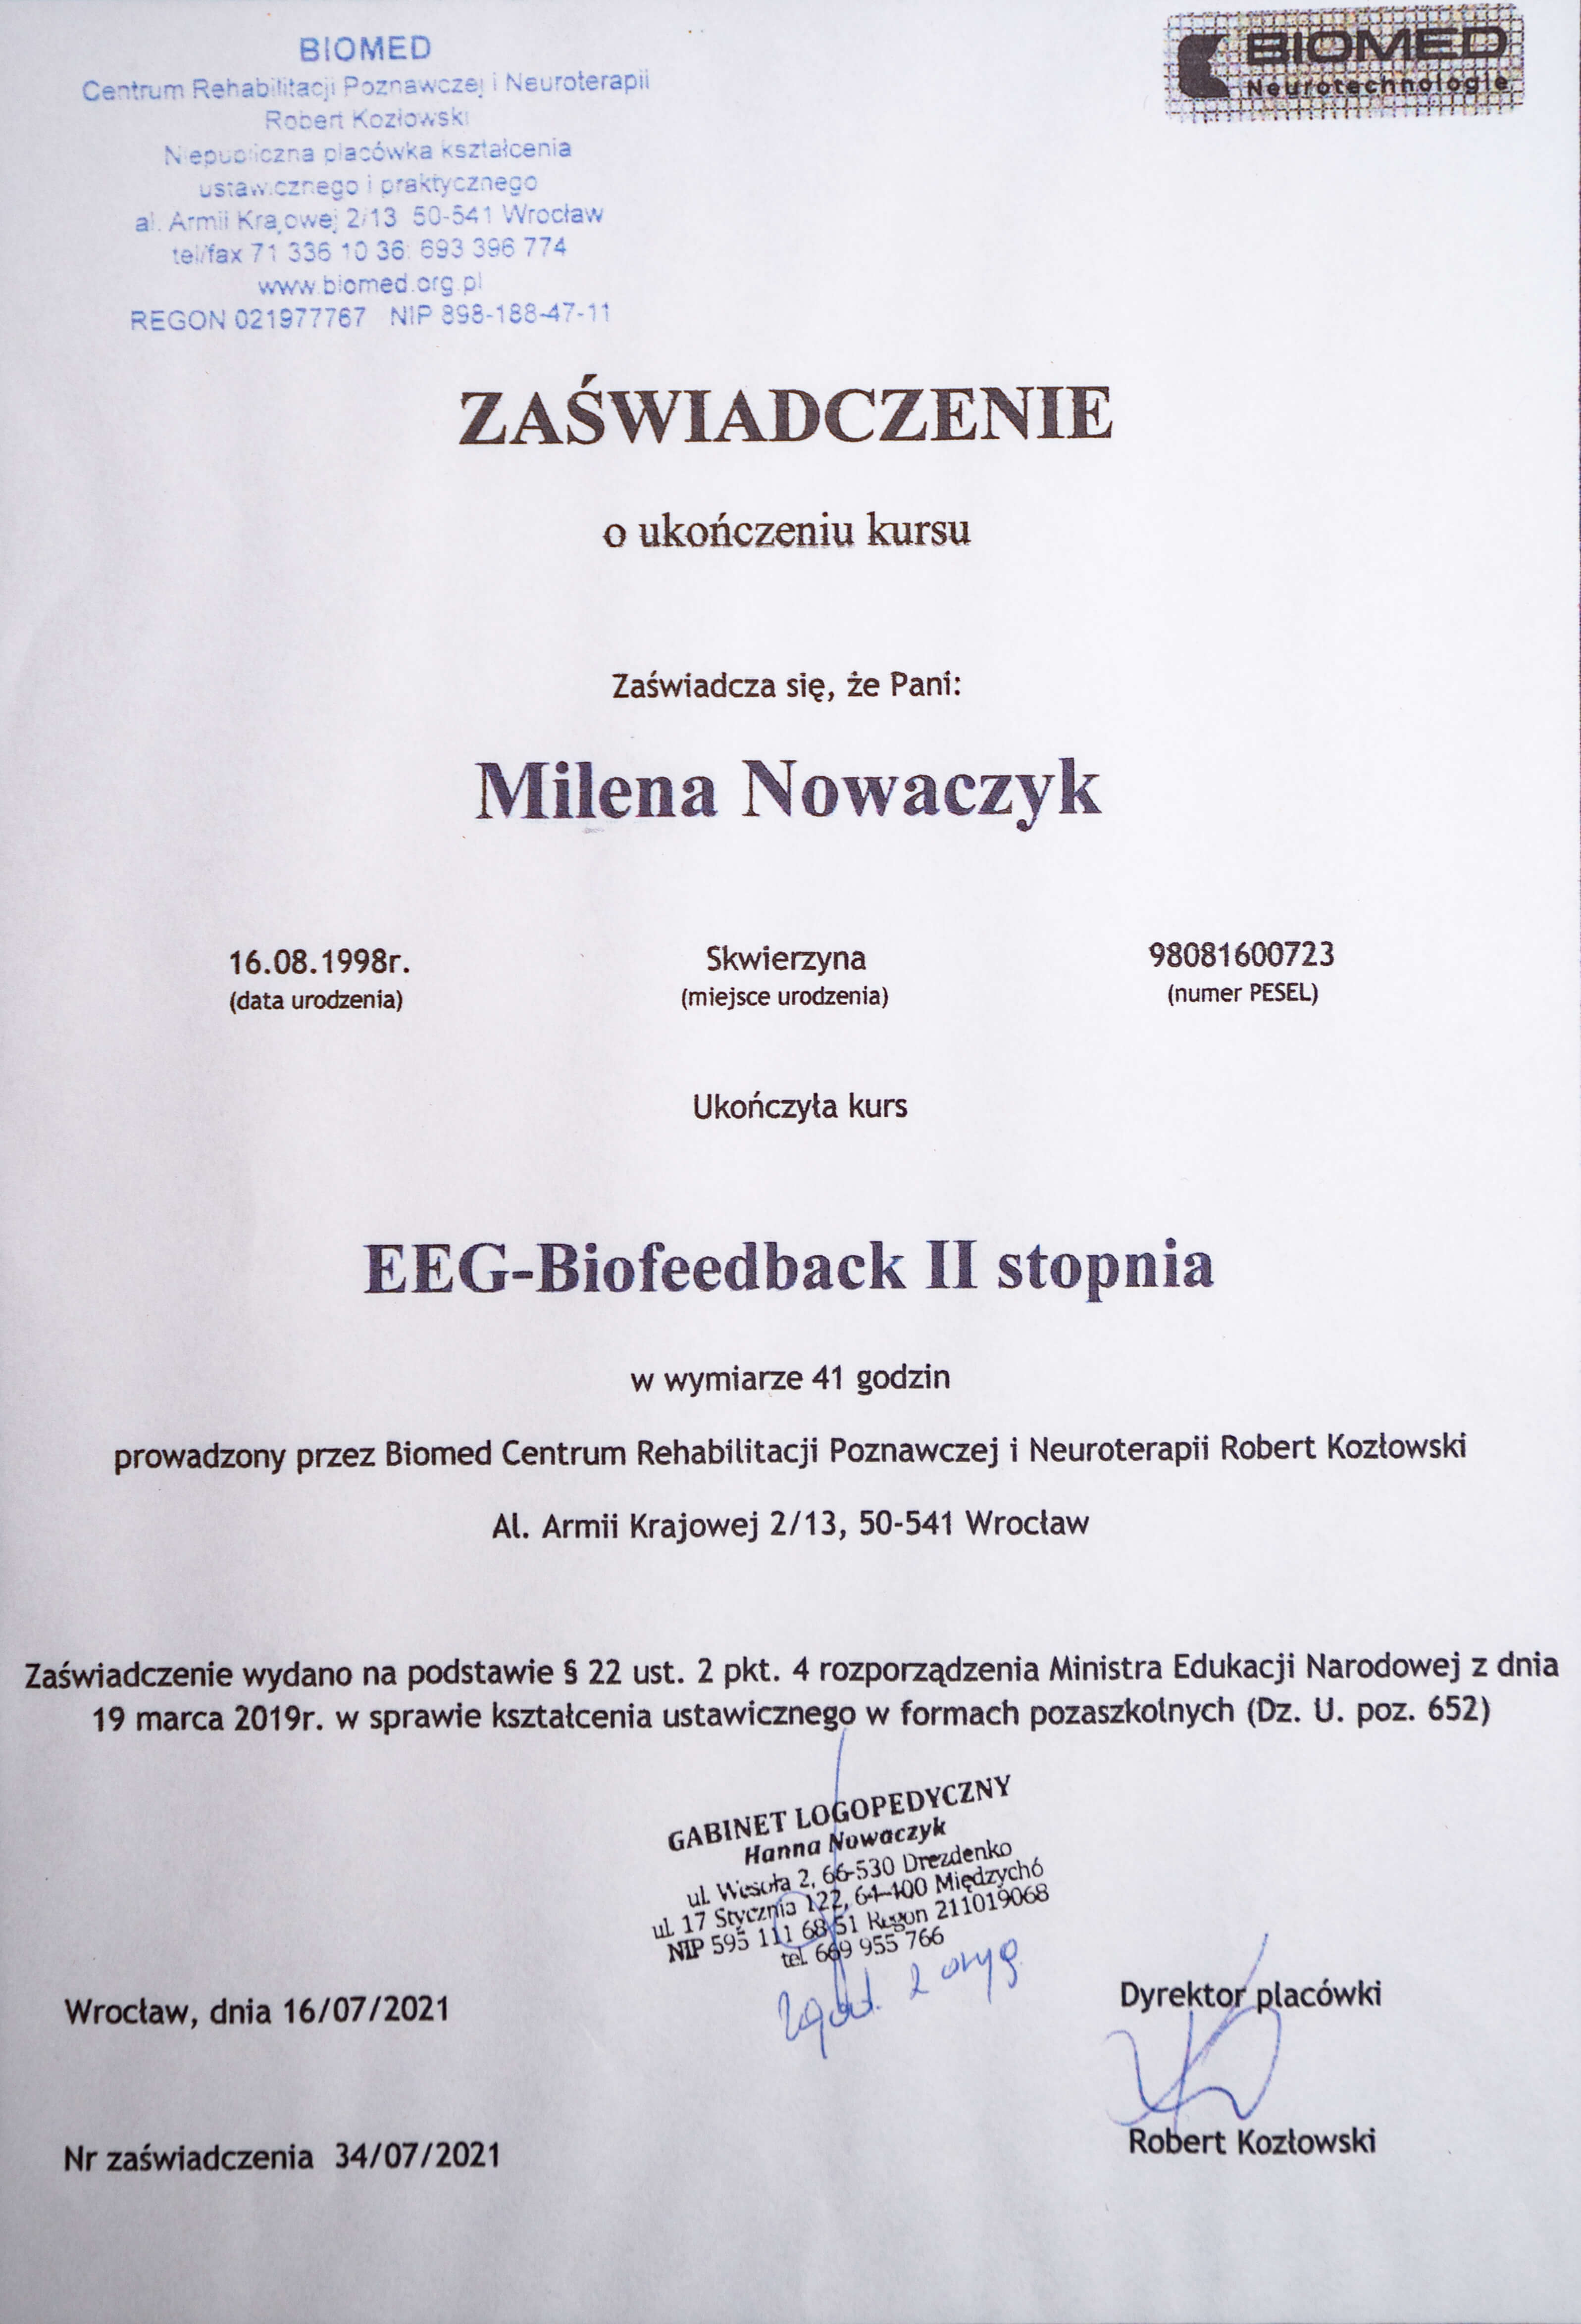 BIOMED
Centrum Rehabilitacji Poznawczej i Neuroterapii
Robert Kozłowski
Niepubliczna placówka kształcenia
ustawicznego i praktycznego
al. Armii Krajowej 2/13 50-541 Wrocław
tel/fax 71 336 10 36; 693 396 774
www.biomed.org.pl
REGON 021977767 NIP 898-188-47-11
BIOMED
Neurotechnologie
ZAŚWIADCZENIE
o ukończeniu kursu
Zaświadcza się, że Pani:
Milena Nowaczyk
16.08.1998r. Skwierzyna 98081600723
(data urodzenia) (miejsce urodzenia) (numer PESEL)
Ukończyła kurs
EEG-Biofeedback II stopnia
w wymiarze 41 godzin
prowadzony przez Biomed Centrum Rehabilitacji Poznawczej i Neuroterapii Robert Kozłowski
Al. Armii Krajowej 2/13, 50-541 Wrocław
Zaświadczenie wydano na podstawie § 22 ust. 2 pkt. 4 rozporządzenia Ministra Edukacji Narodowej z dnia
19 marca 2019r. w sprawie kształcenia ustawicznego w formach pozaszkolnych (Dz. U. poz. 652)
GABINET LOGOPEDYCZNY
Hanna Nowaczyk
ul. Wesoła 2, 66-530 Drezdenko
ul. 17 Stycznia 122, 64-400 Międzychó
NIP 595 111 68 51 Regon 211019068
tel. 669 955 766
zgod. z oryg.
Wrocław, dnia 16/07/2021
Dyrektor placówki
Robert Kozłowski
Nr zaświadczenia 34/07/2021